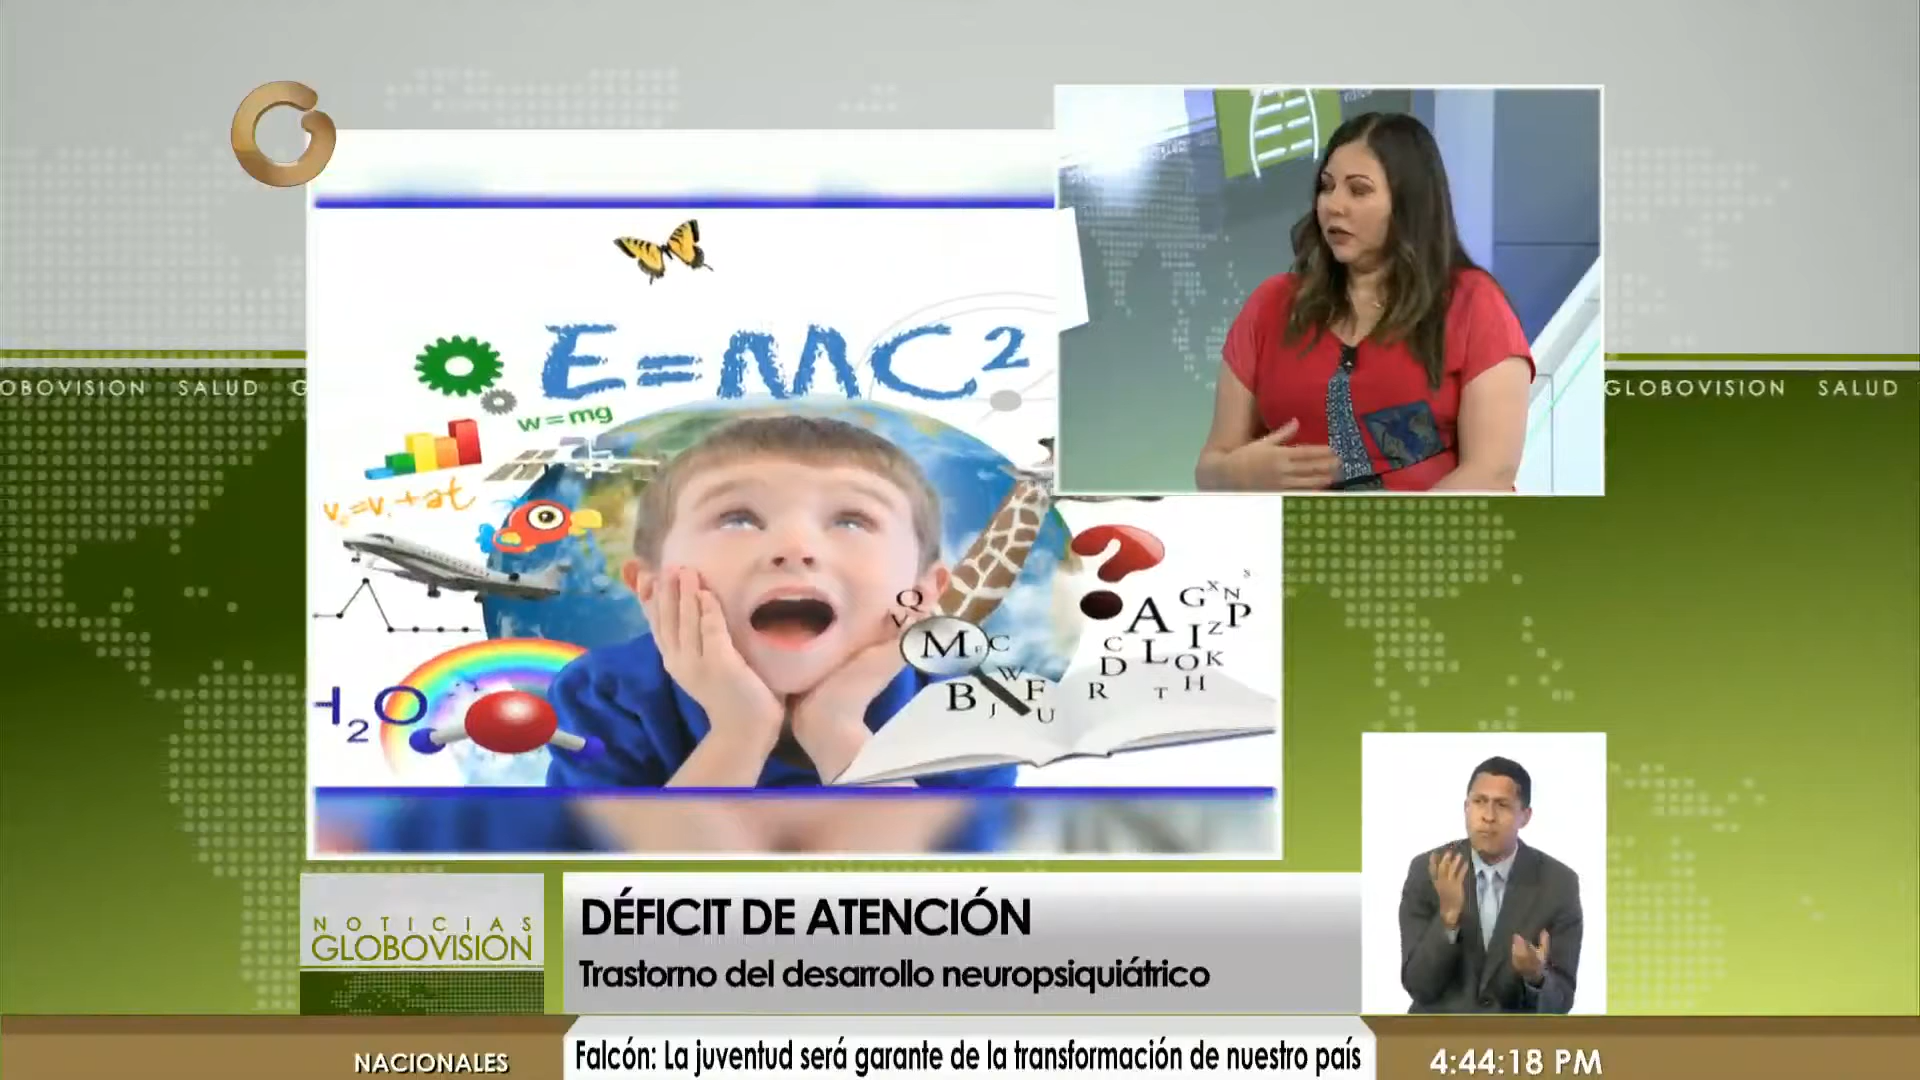 OBOVISION SALUD G
GLOBOVISION SALUD
E=MC²
w=mg
H₂O
Q
M
C
B
W
F
J
U
A
G
X
N
S
P
I
Z
C
L
D
O
K
R
T
H
NOTICIAS
GLOBOVISIÓN
DÉFICIT DE ATENCIÓN
Trastorno del desarrollo neuropsiquiátrico
NACIONALES
Falcón: La juventud será garante de la transformación de nuestro país
4:44:18 PM